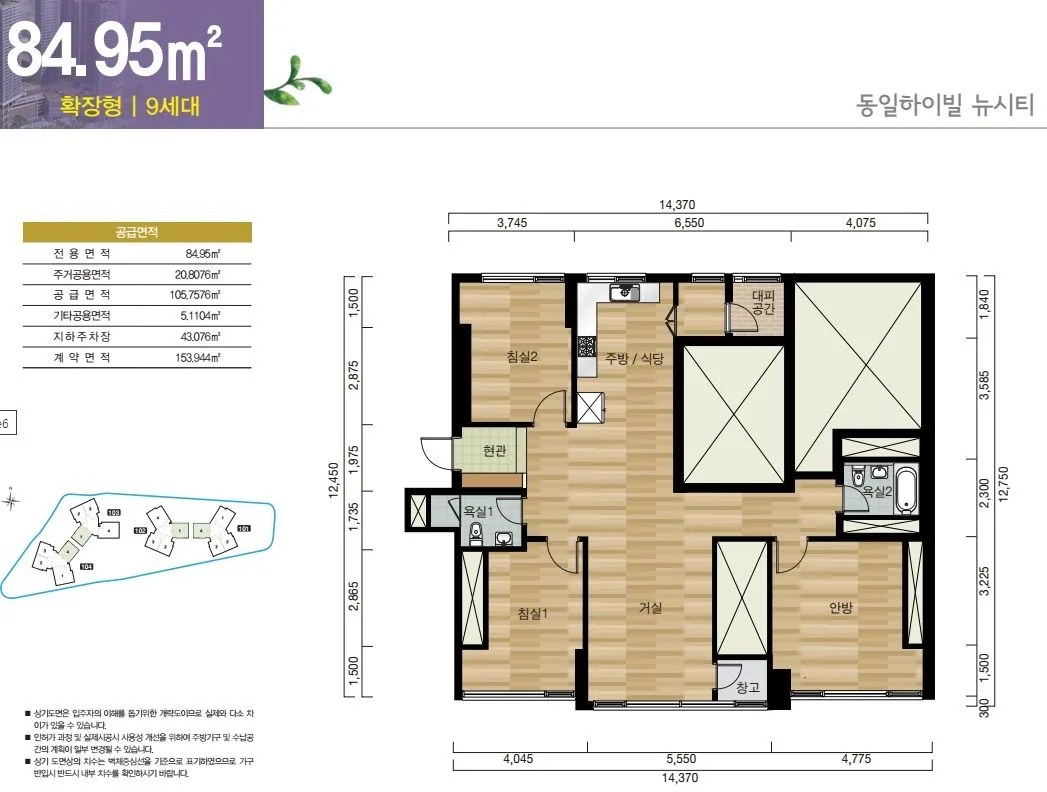 84.95㎡
확장형 | 9세대
동일하이빌 뉴시티
공급면적
전 용 면 적 84.95㎡
주거공용면적 20.8076㎡
공 급 면 적 105.7576㎡
기타공용면적 5.1104㎡
지하주차장 43.076㎡
계 약 면 적 153.944㎡
e6
N
103
102
101
104
1
2
3
4
14,370
3,745 6,550 4,075
1,500
2,875
1,975
1,735
2,865
1,500
12,450
1,840
3,585
2,300
3,225
1,500
300
12,750
침실2
주방 / 식당
대피
공간
현관
욕실1
욕실2
침실1
거실
안방
창고
4,045 5,550 4,775
14,370
■ 상기도면은 입주자의 이해를 돕기위한 개략도이므로 실제와 다소 차
이가 있을 수 있습니다.
■ 인허가 과정 및 실제시공시 사용성 개선을 위하여 주방가구 및 수납공
간의 계획이 일부 변경될 수 있습니다.
■ 상기 도면상의 치수는 벽체중심선을 기준으로 표기하였으므로 가구
반입시 반드시 내부 치수를 확인하시기 바랍니다.